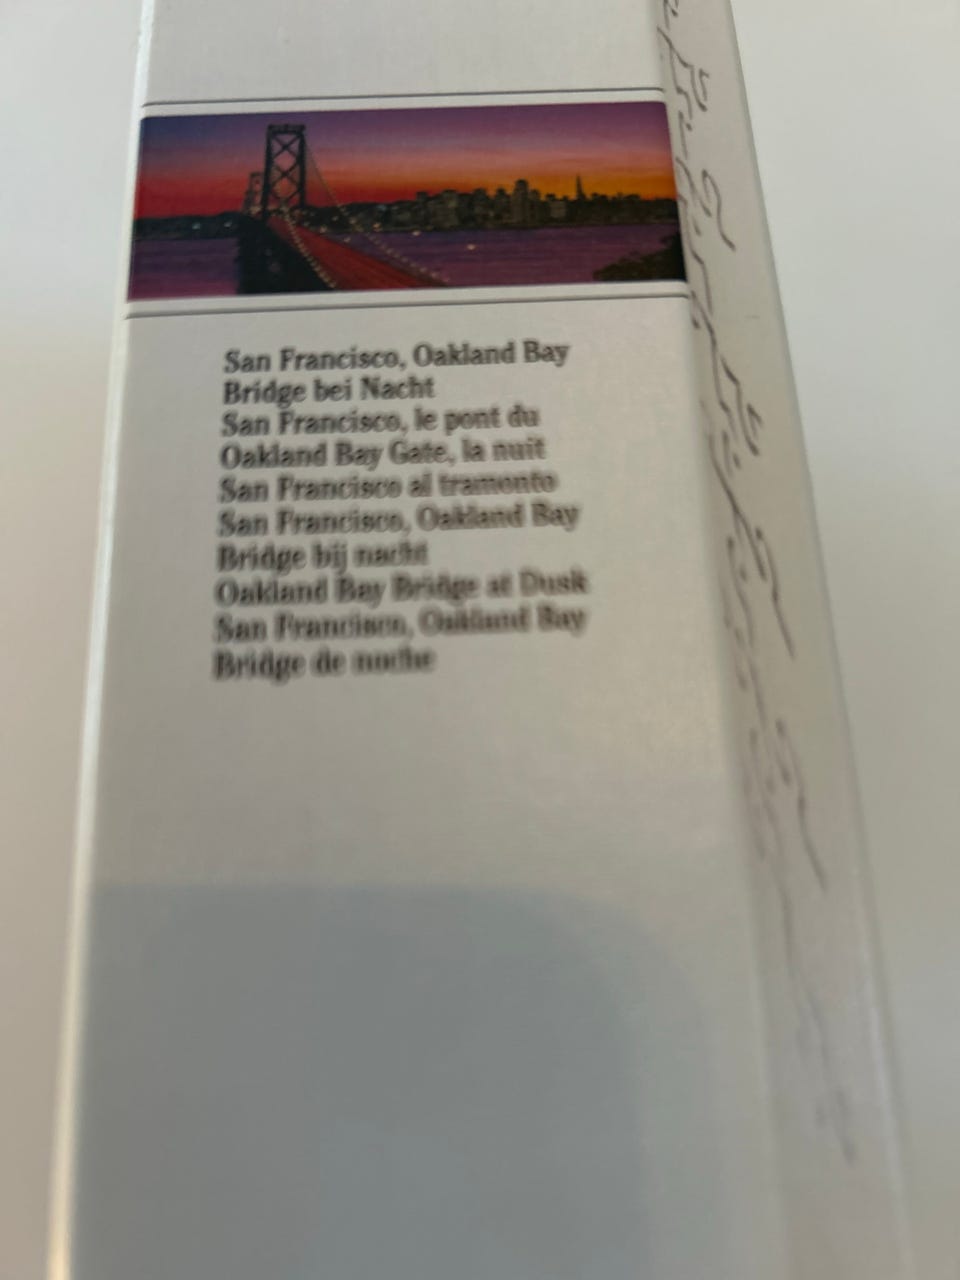 San Francisco, Oakland Bay
Bridge bei Nacht
San Francisco, le pont du
Oakland Bay Gate, la nuit
San Francisco al tramonto
San Francisco, Oakland Bay
Bridge bij nacht
Oakland Bay Bridge at Dusk
San Francisco, Oakland Bay
Bridge de noche